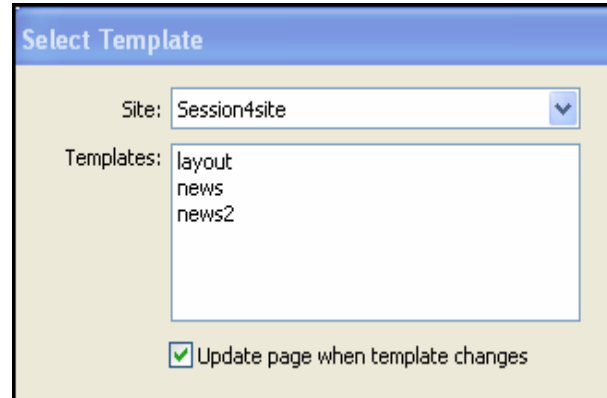 Select Template
Site: Session4site
Templates: layout
news
news2
Update page when template changes